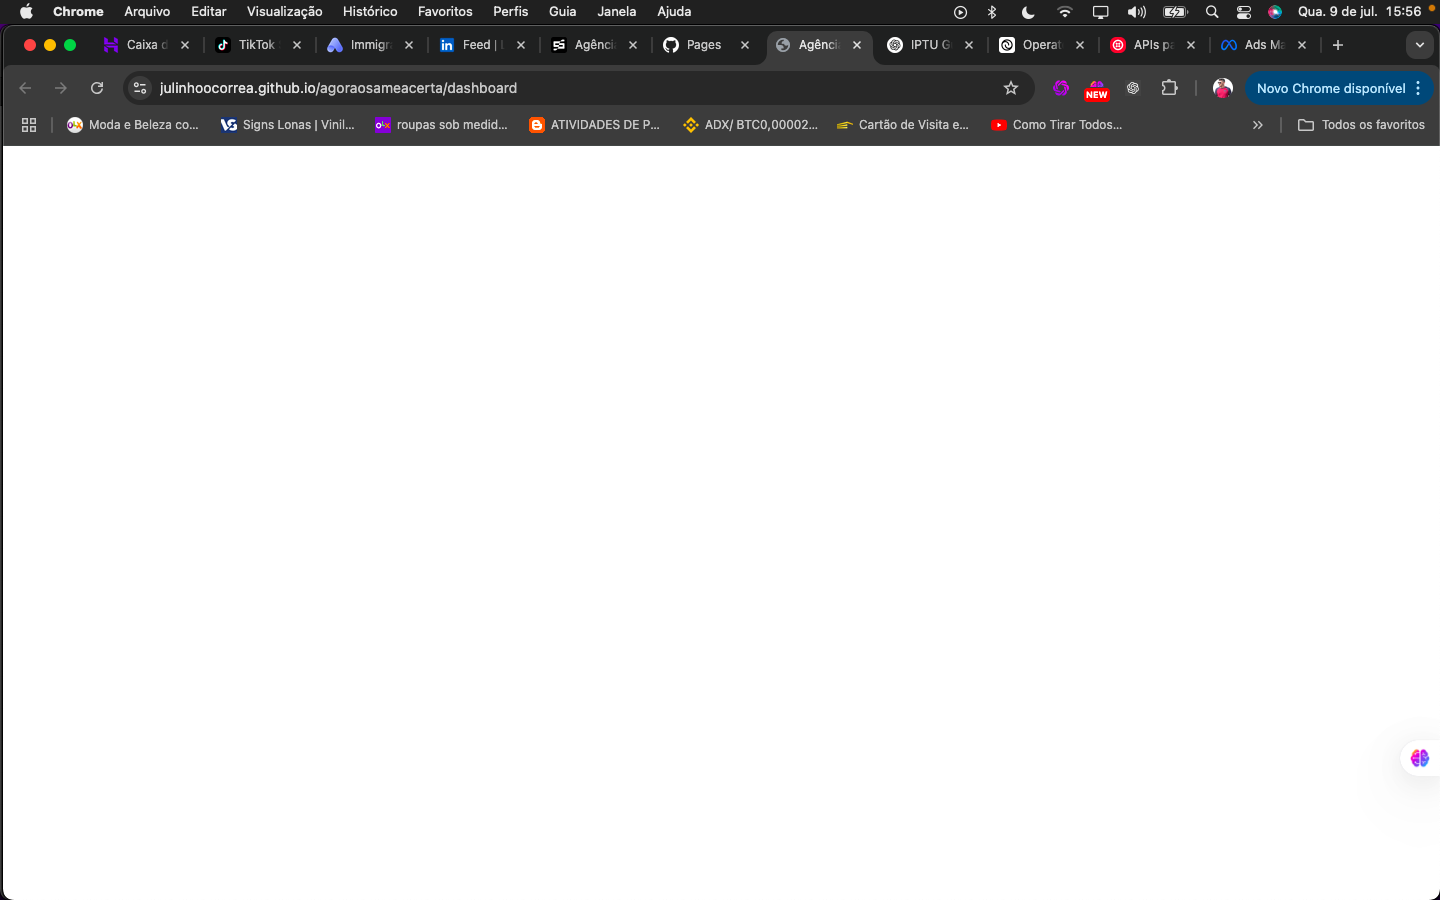 Chrome Arquivo Editar Visualização Histórico Favoritos Perfis Guia Janela Ajuda Qua. 9 de jul. 15:56
Caixa d TikTok Immigra Feed | L Agênci Pages Agênci IPTU G Operat APIs pa Ads Ma
julinhoocorrea.github.io/agoraosameacerta/dashboard NEW Novo Chrome disponível
Moda e Beleza co... Signs Lonas | Vinil... roupas sob medid... ATIVIDADES DE P... ADX/ BTC0,00002... Cartão de Visita e... Como Tirar Todos... Todos os favoritos